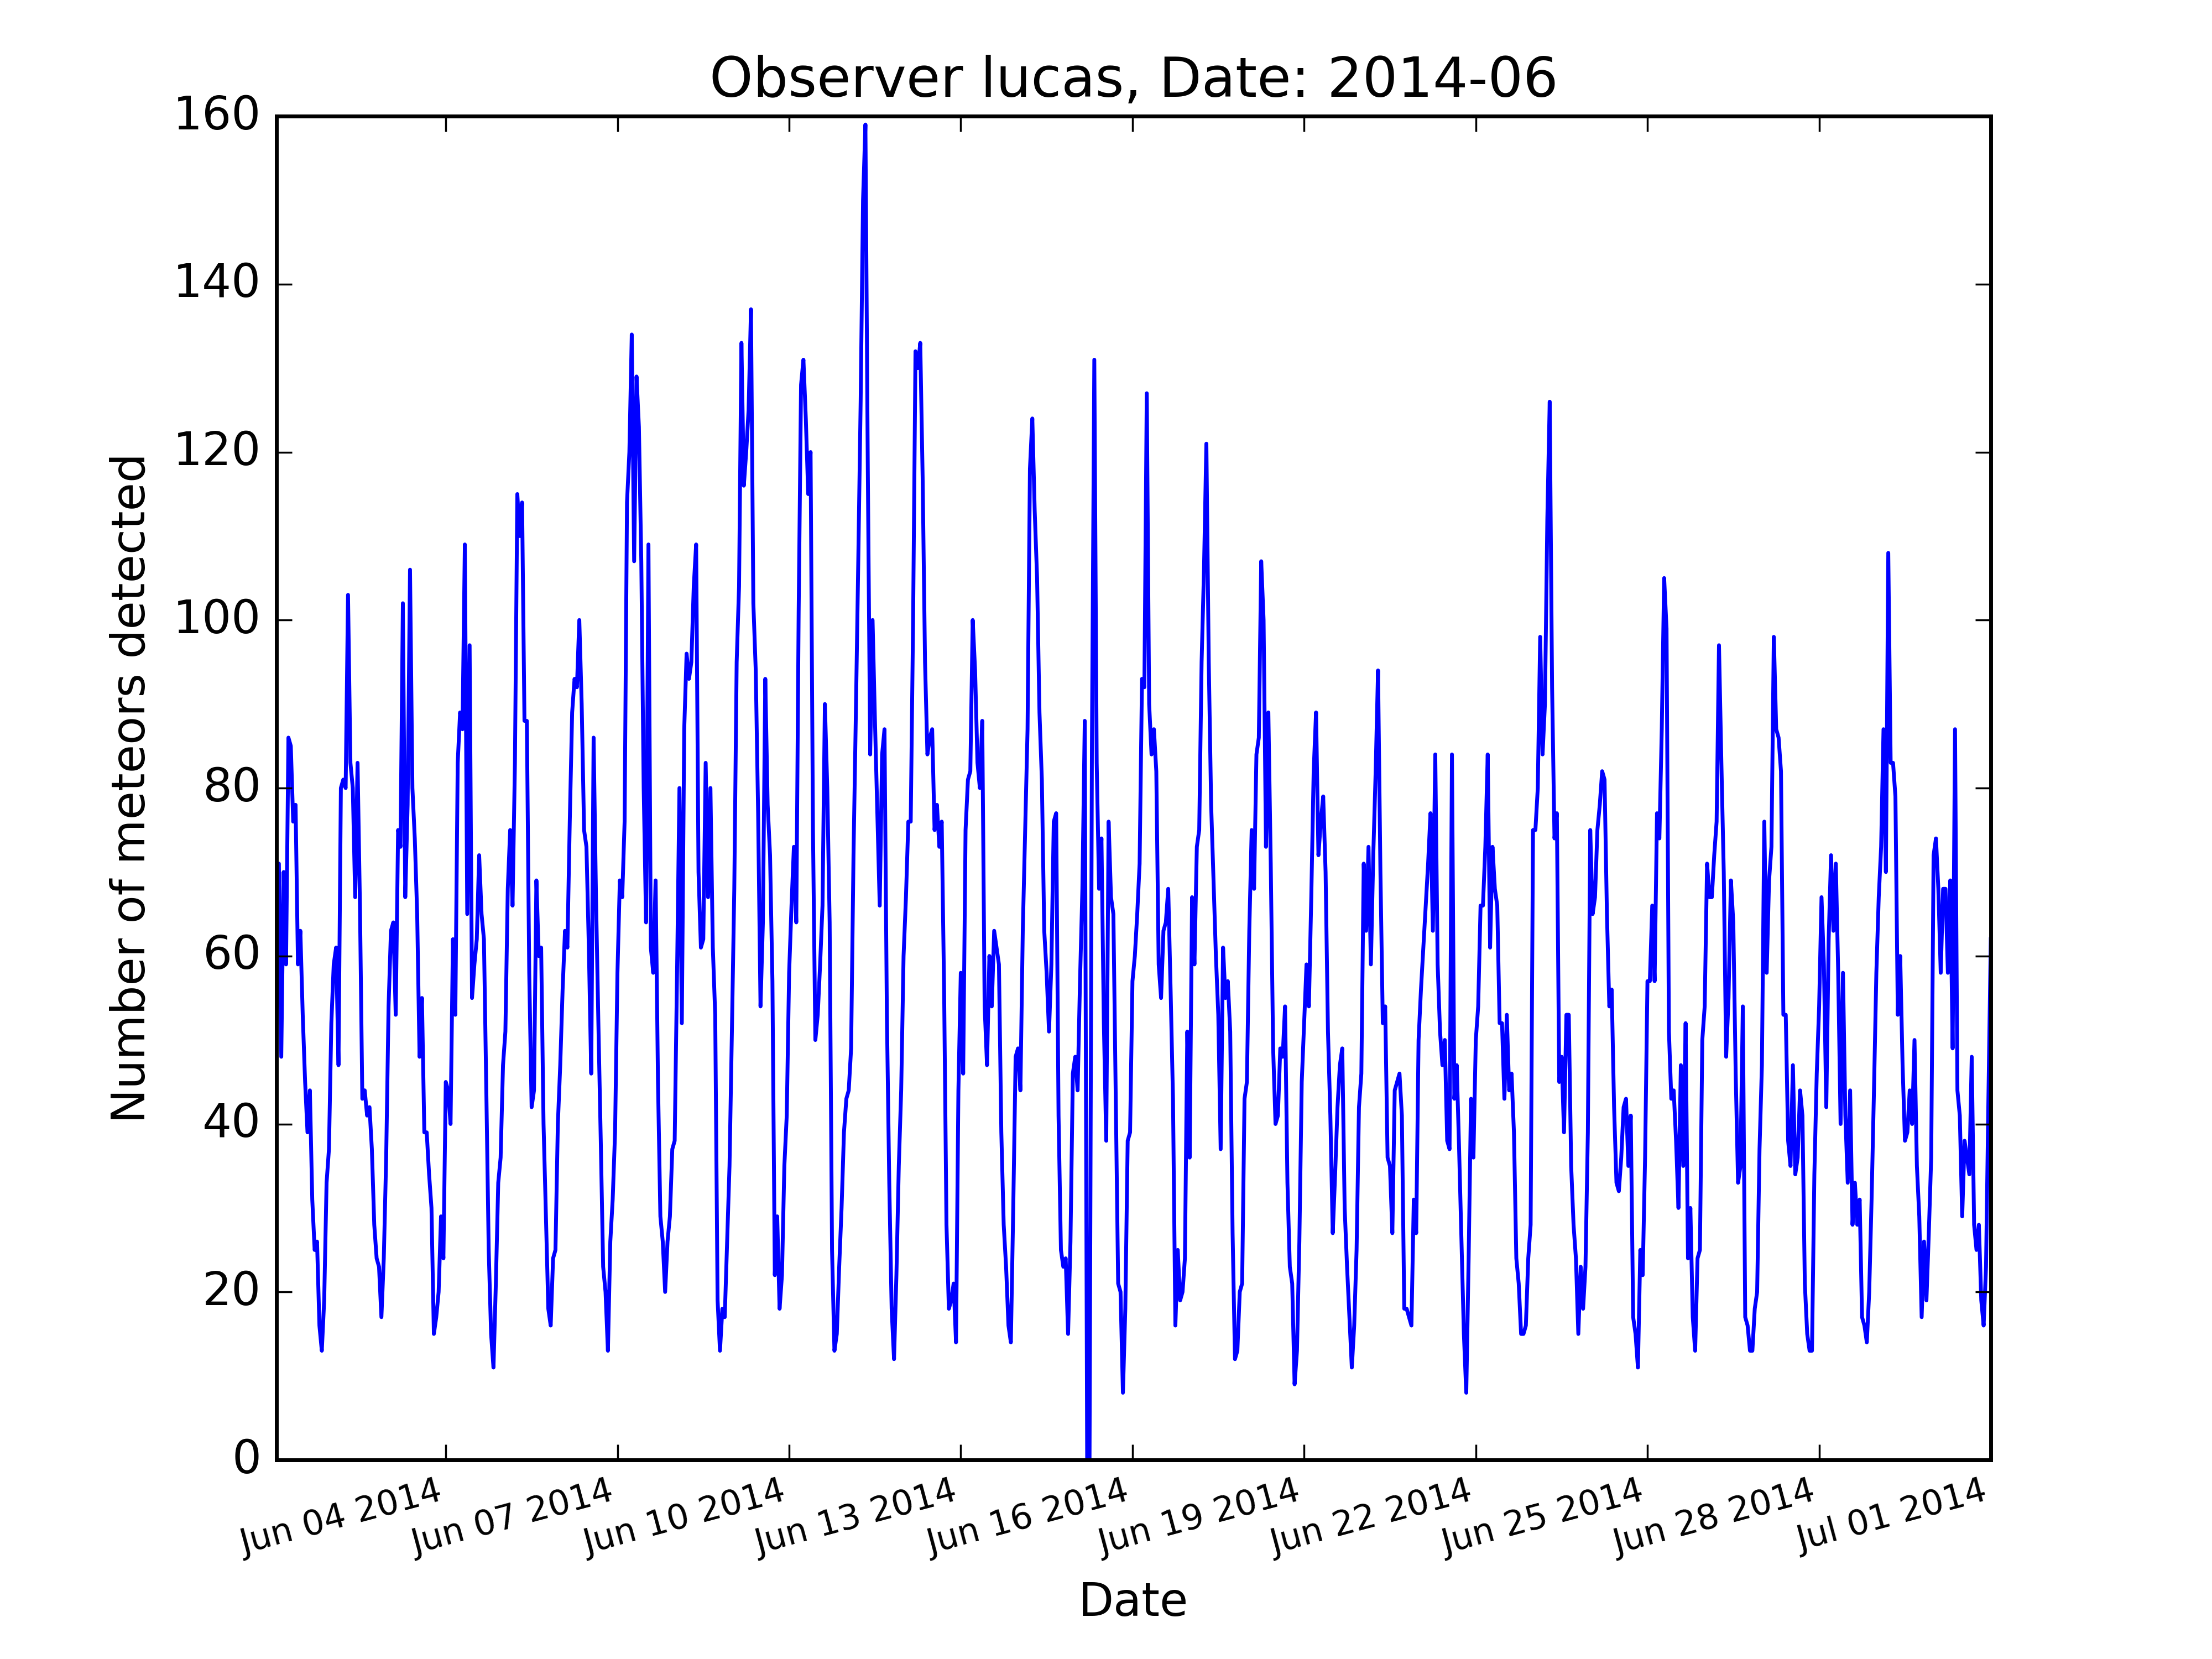 Observer lucas, Date: 2014-06
160
140
120
100
80
60
40
20
0
Number of meteors detected
Jun 04 2014
Jun 07 2014
Jun 10 2014
Jun 13 2014
Jun 16 2014
Jun 19 2014
Jun 22 2014
Jun 25 2014
Jun 28 2014
Jul 01 2014
Date